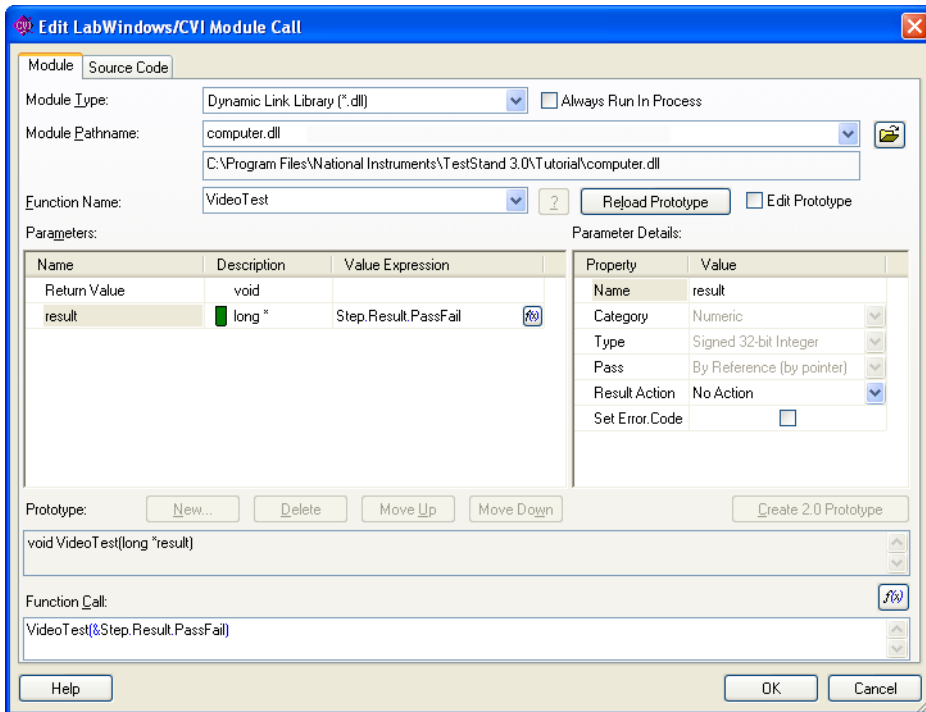 CVI Edit LabWindows/CVI Module Call
Module Source Code
Module Type: Dynamic Link Library (*.dll) Always Run In Process
Module Pathname: computer.dll
C:\Program Files\National Instruments\TestStand 3.0\Tutorial\computer.dll
Function Name: VideoTest ? Reload Prototype Edit Prototype
Parameters: Parameter Details:
Name Description Value Expression Property Value
Return Value void Name result
result long * Step.Result.PassFail f(x) Category Numeric
Type Signed 32-bit Integer
Pass By Reference (by pointer)
Result Action No Action
Set Error.Code
Prototype: New... Delete Move Up Move Down Create 2.0 Prototype
void VideoTest(long *result)
Function Call: f(x)
VideoTest(&Step.Result.PassFail)
Help OK Cancel